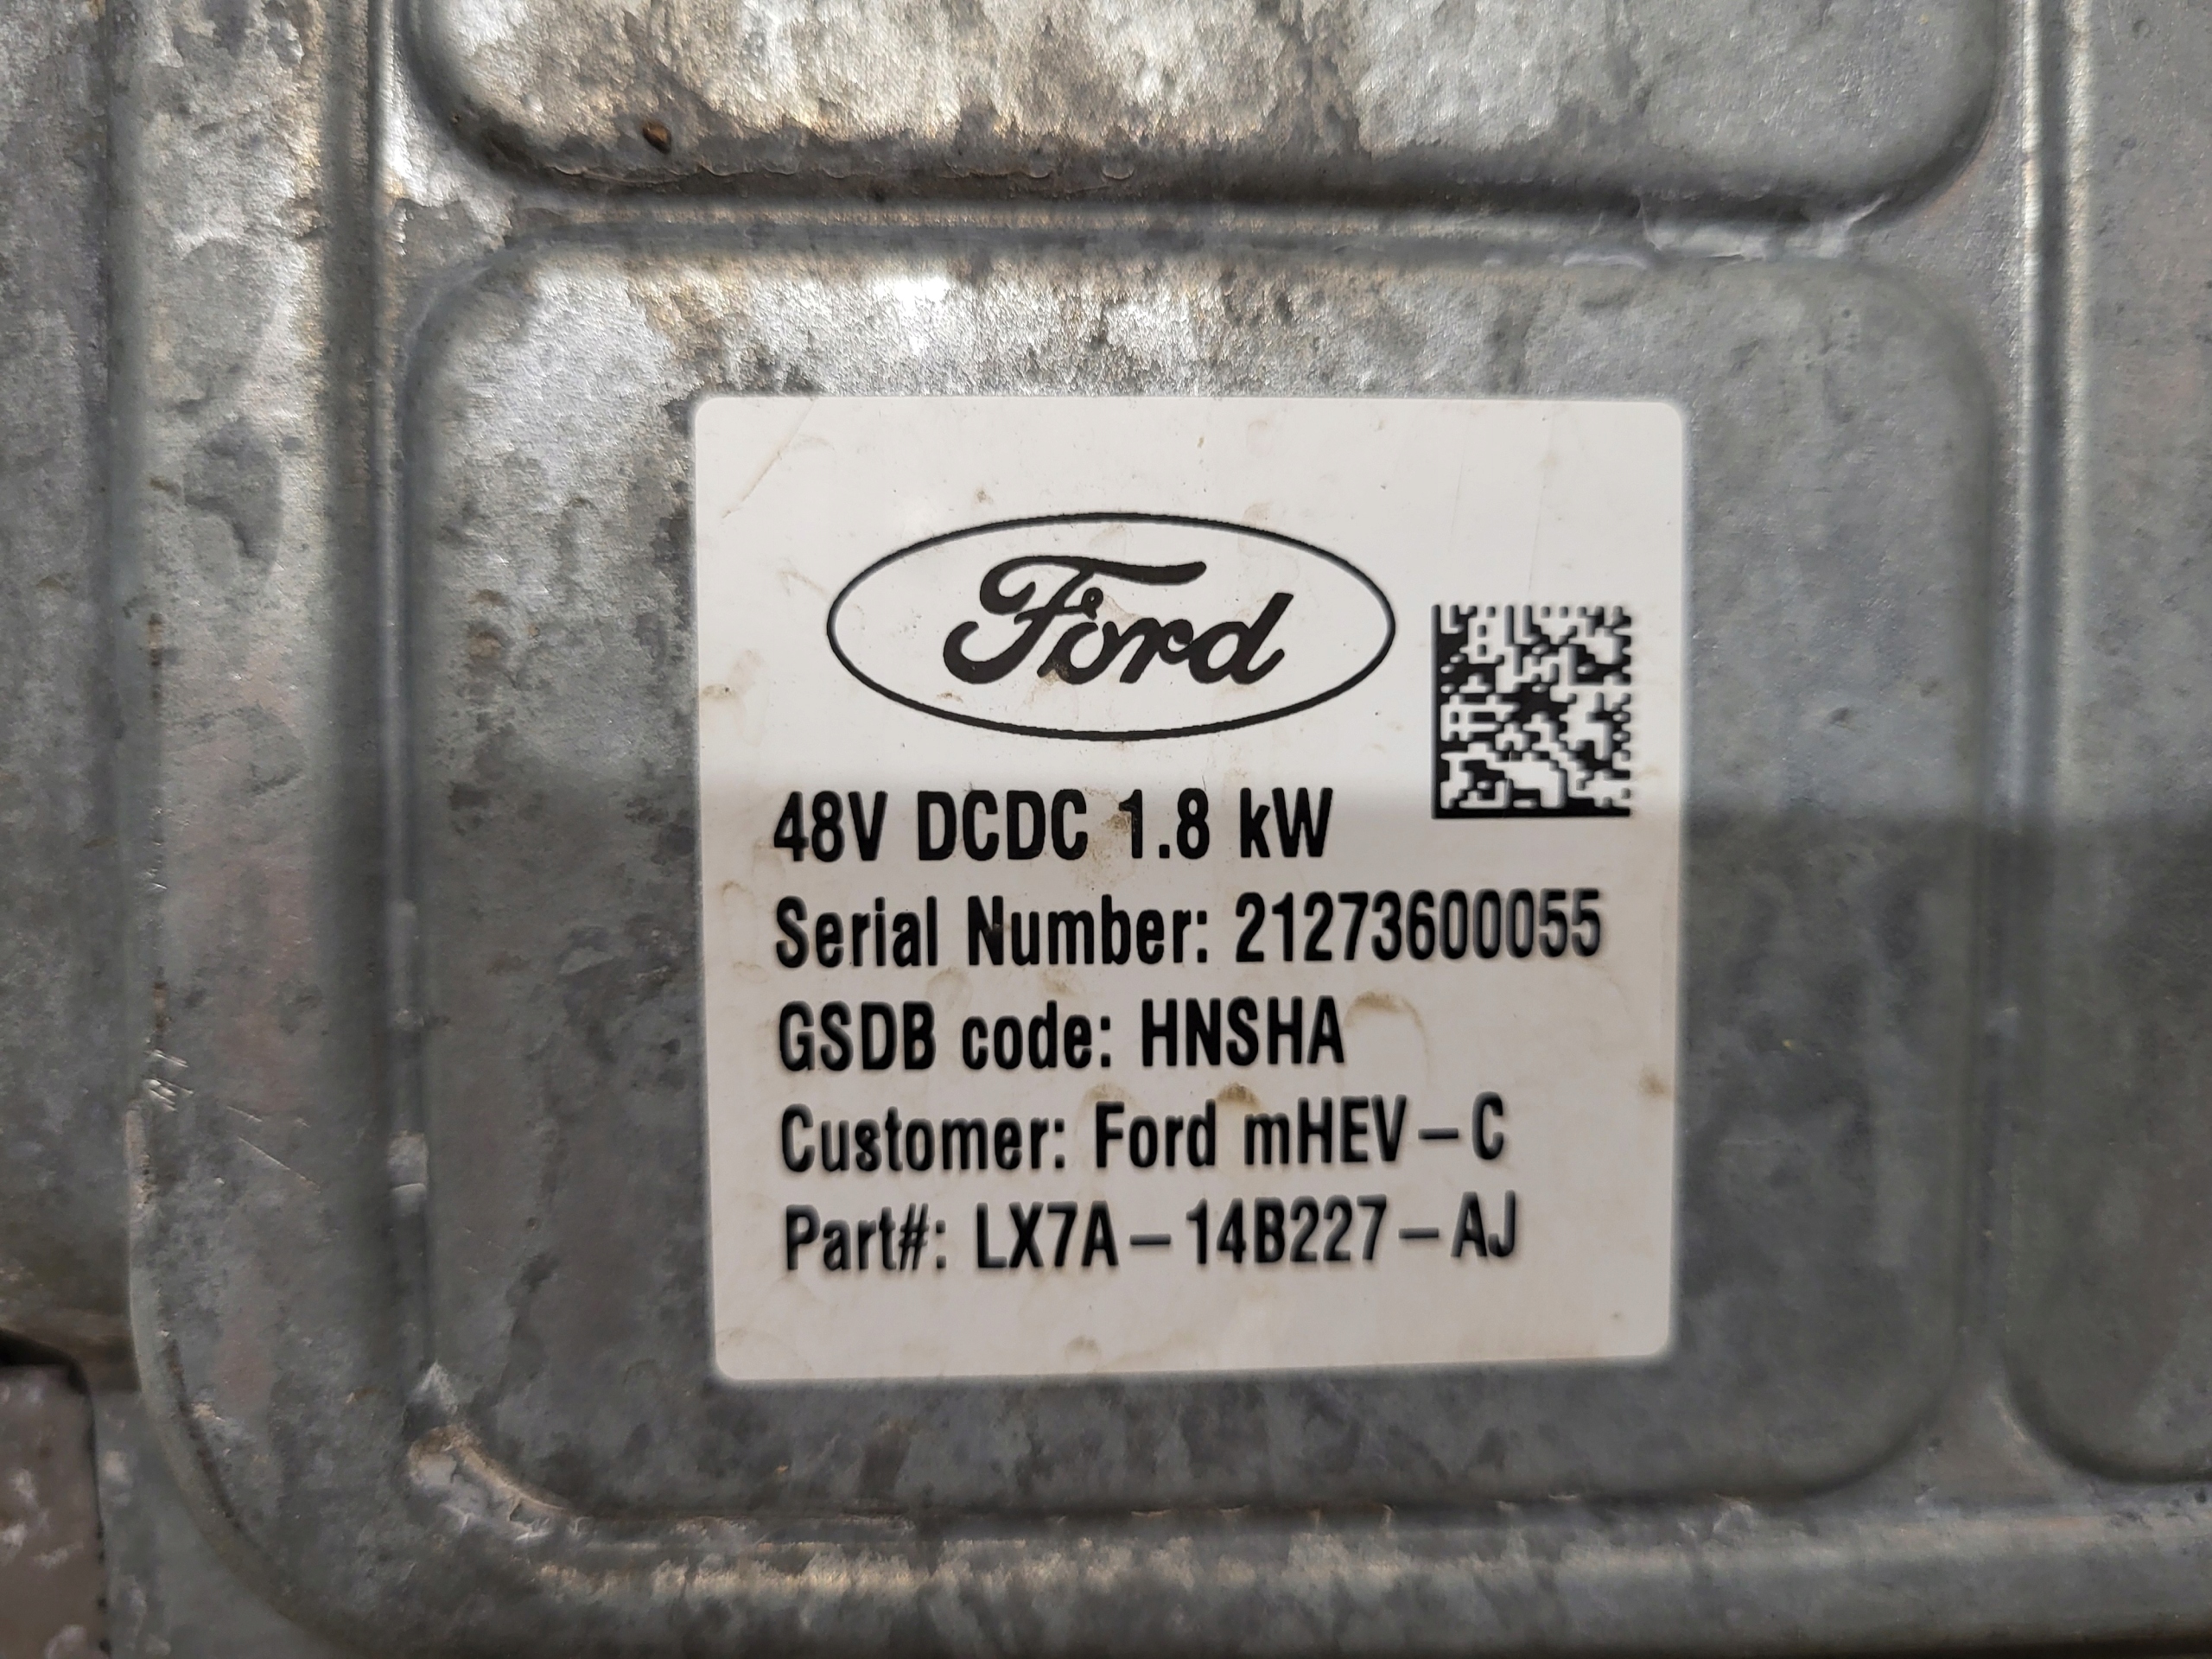 Ford
48V DCDC 1.8 kW
Serial Number: 21273600055
GSDB code: HNSHA
Customer: Ford mHEV-C
Part#: LX7A-14B227-AJ